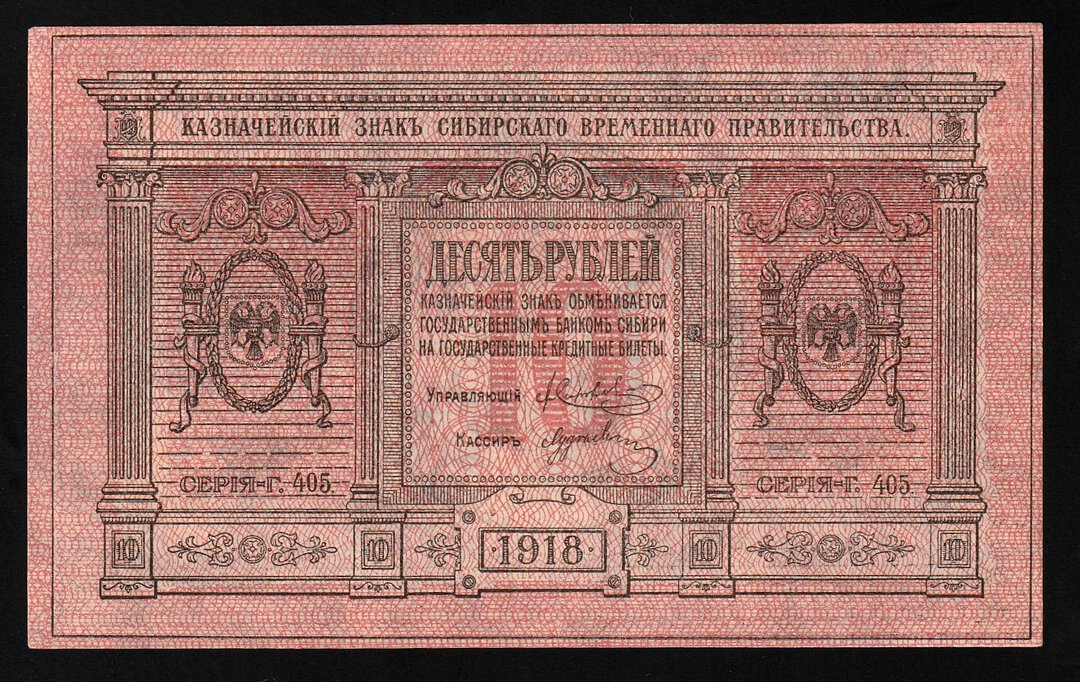 КАЗНАЧЕЙСКІЙ ЗНАКЪ СИБИРСКАГО ВРЕМЕННАГО ПРАВИТЕЛЬСТВА.
ДЕСЯТЬ РУБЛЕЙ
КАЗНАЧЕЙСКІЙ ЗНАКЪ ОБМѢНИВАЕТСЯ
ГОСУДАРСТВЕННЫМЪ БАНКОМЪ СИБИРИ
НА ГОСУДАРСТВЕННЫЕ КРЕДИТНЫЕ БИЛЕТЫ.
10
УПРАВЛЯЮЩІЙ
КАССИРЪ
СЕРІЯ-Г. 405.
СЕРІЯ-Г. 405.
10 10 ·1918· 10 10